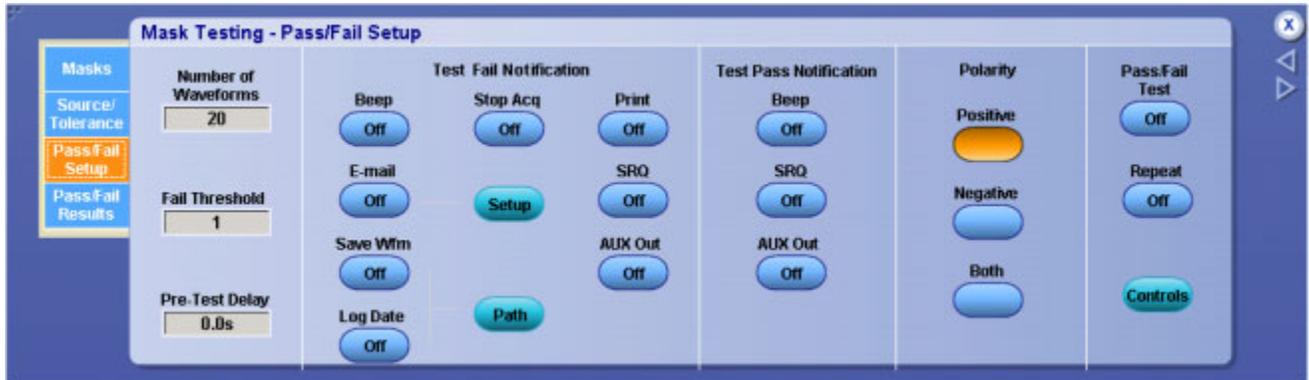 Mask Testing - Pass/Fail Setup
X
Masks
Source/
Tolerance
Pass/Fail
Setup
Pass/Fail
Results
Number of
Waveforms
20
Fail Threshold
1
Pre-Test Delay
0.0s
Test Fail Notification
Beep
Off
Stop Acq
Off
Print
Off
E-mail
Off
Setup
SRQ
Off
Save Wfm
Off
AUX Out
Off
Log Date
Off
Path
Test Pass Notification
Beep
Off
SRQ
Off
AUX Out
Off
Polarity
Positive
Negative
Both
Pass/Fail
Test
Off
Repeat
Off
Controls